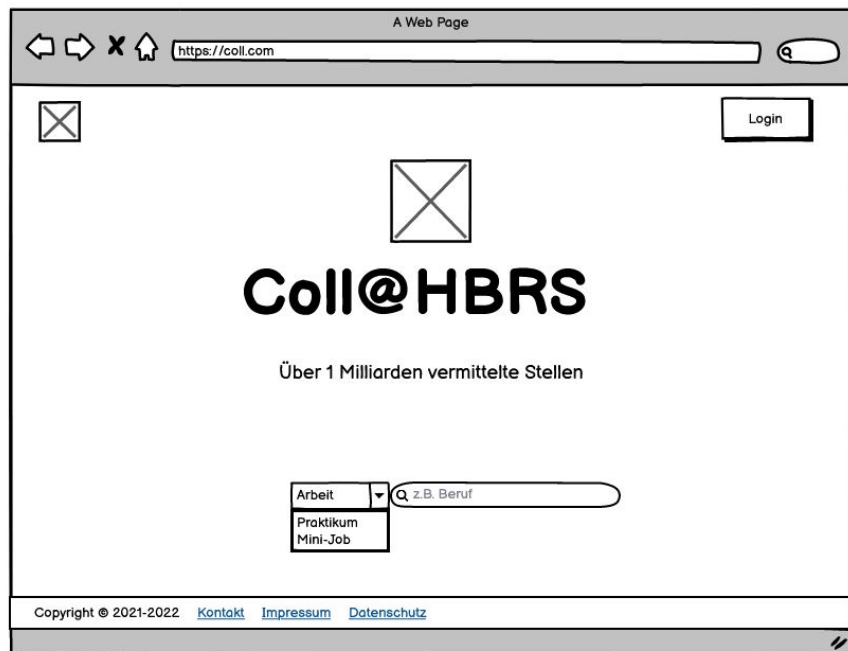 A Web Page
https://coll.com
Login
Coll@HBRS
Über 1 Milliarden vermittelte Stellen
Arbeit z.B. Beruf
Praktikum
Mini-Job
Copyright © 2021-2022 Kontakt Impressum Datenschutz